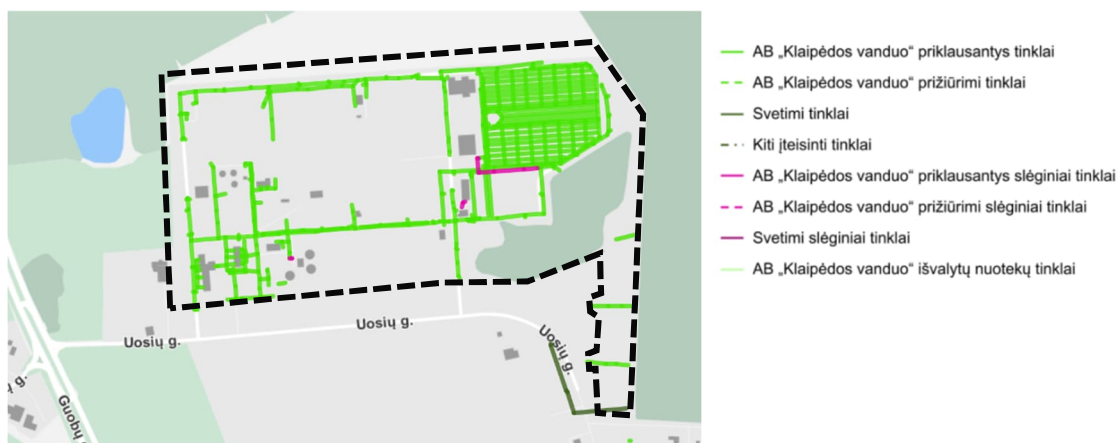 AB „Klaipėdos vanduo“ priklausantys tinklai
AB „Klaipėdos vanduo“ prižiūrimi tinklai
Svetimi tinklai
Kiti įteisinti tinklai
AB „Klaipėdos vanduo“ priklausantys slėginiai tinklai
AB „Klaipėdos vanduo“ prižiūrimi slėginiai tinklai
Svetimi slėginiai tinklai
AB „Klaipėdos vanduo“ išvalytų nuotekų tinklai
Uosių g.
Uosių g.
Uosių g.
ų g.
Guobų g.